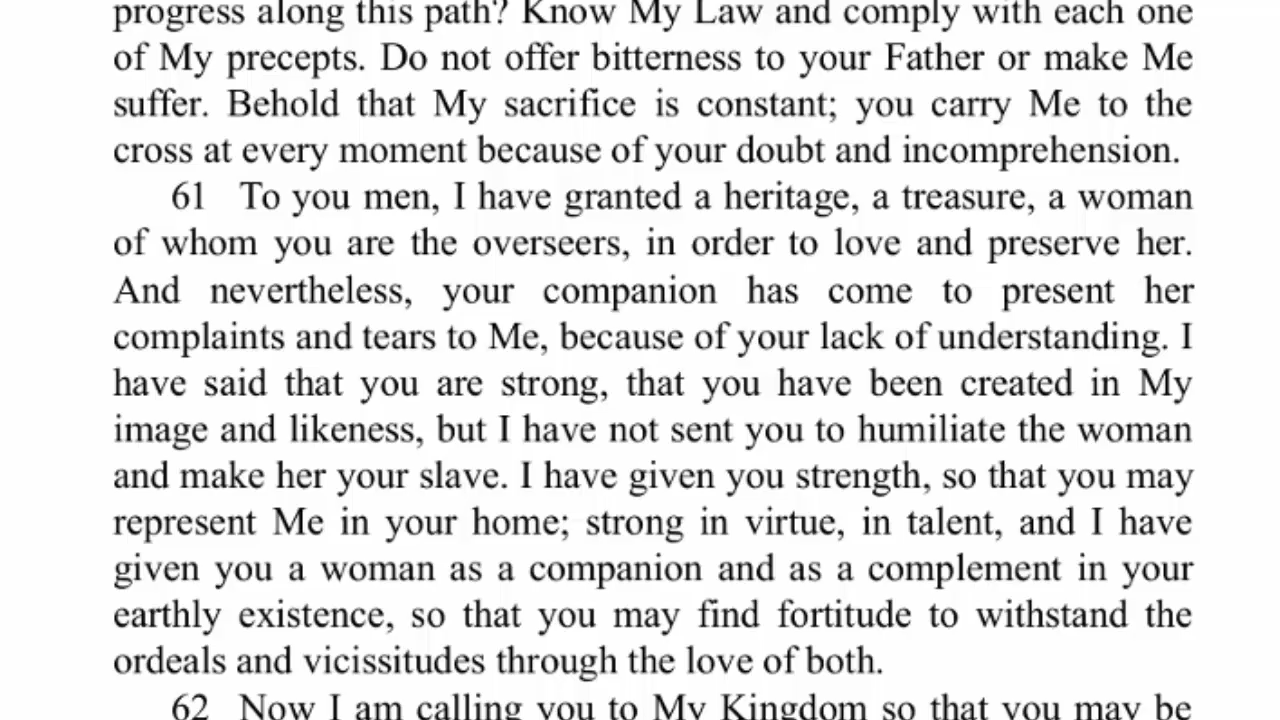 progress along this path? Know My Law and comply with each one
of My precepts. Do not offer bitterness to your Father or make Me
suffer. Behold that My sacrifice is constant; you carry Me to the
cross at every moment because of your doubt and incomprehension.
61 To you men, I have granted a heritage, a treasure, a woman
of whom you are the overseers, in order to love and preserve her.
And nevertheless, your companion has come to present her
complaints and tears to Me, because of your lack of understanding. I
have said that you are strong, that you have been created in My
image and likeness, but I have not sent you to humiliate the woman
and make her your slave. I have given you strength, so that you may
represent Me in your home; strong in virtue, in talent, and I have
given you a woman as a companion and as a complement in your
earthly existence, so that you may find fortitude to withstand the
ordeals and vicissitudes through the love of both.
62 Now I am calling you to My Kingdom so that you may be